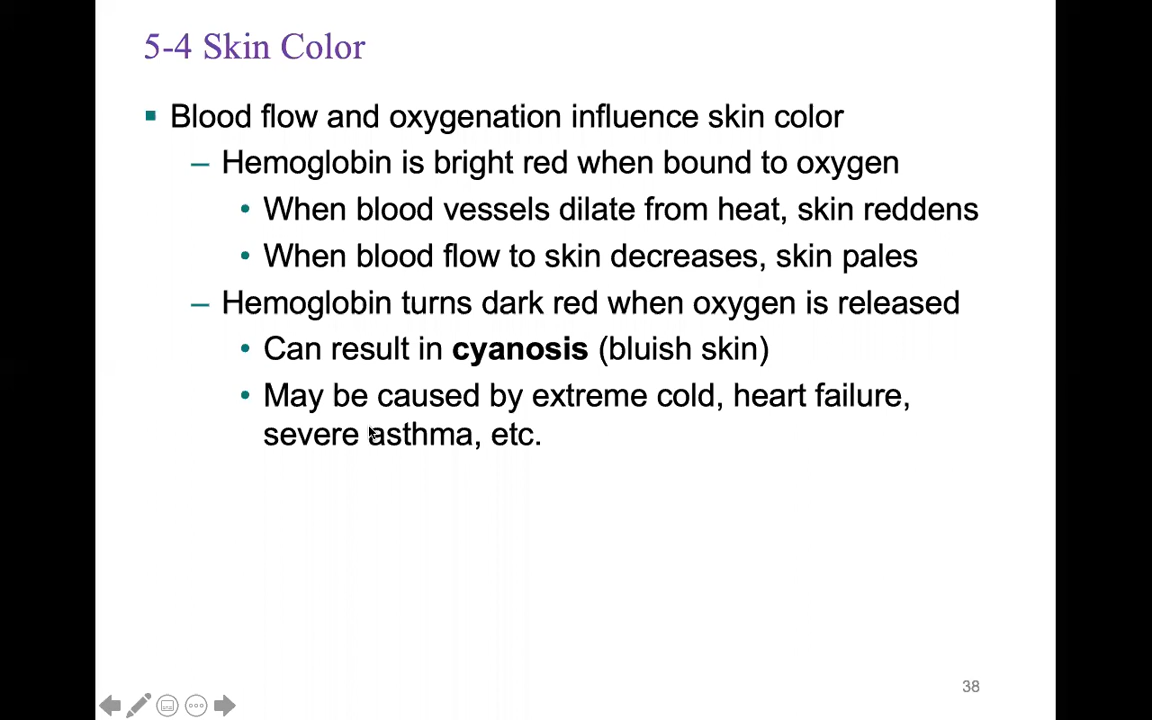 5-4 Skin Color
▪ Blood flow and oxygenation influence skin color
– Hemoglobin is bright red when bound to oxygen
• When blood vessels dilate from heat, skin reddens
• When blood flow to skin decreases, skin pales
– Hemoglobin turns dark red when oxygen is released
• Can result in cyanosis (bluish skin)
• May be caused by extreme cold, heart failure,
severe asthma, etc.
38